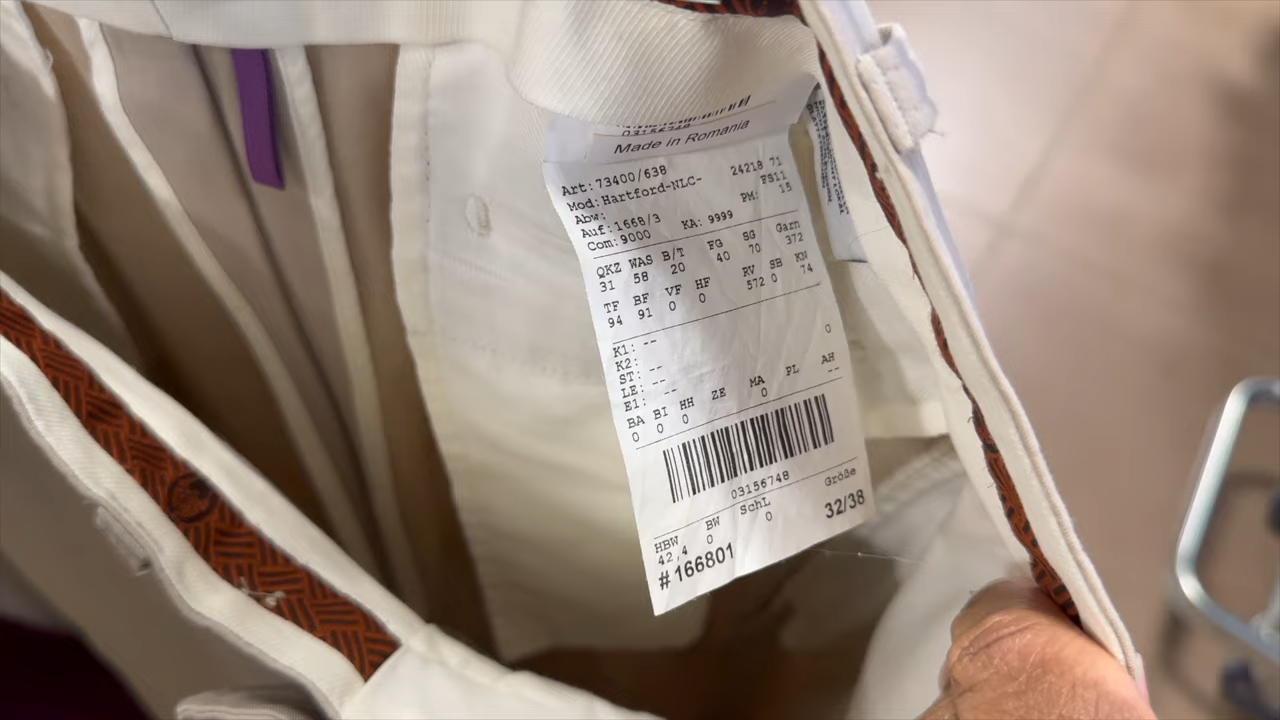 03156748
Made in Romania
Art:73400/638 24218 71
Mod:Hartford-NLC- FS11
Abw: PM: 15
Auf:1668/3 KA: 9999
Com:9000
QKZ WAS B/T FG SG Garn
31 58 20 40 70 372
TF BF VF HF RV SB KN
94 91 0 0 572 0 74
K1: -- 0
K2:
ST: --
LE: --
E1: --
BA BI HH ZE MA PL AH
0 0 0 0 --
03156748
HBW BW SchL Größe
42,4 0 0 32/38
#166801